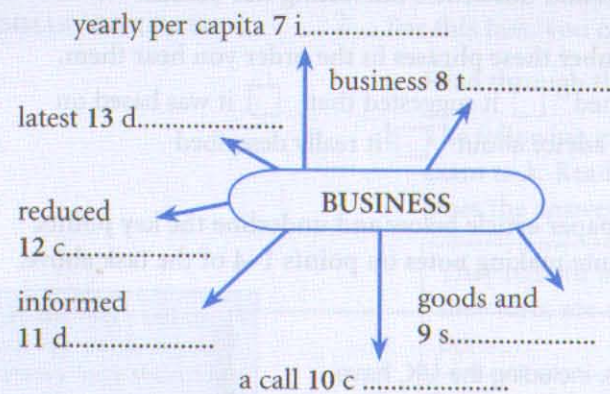 yearly per capita 7 i....................
business 8 t....................
latest 13 d....................
BUSINESS
reduced
12 c....................
informed
11 d....................
goods and
9 s....................
a call 10 c ....................